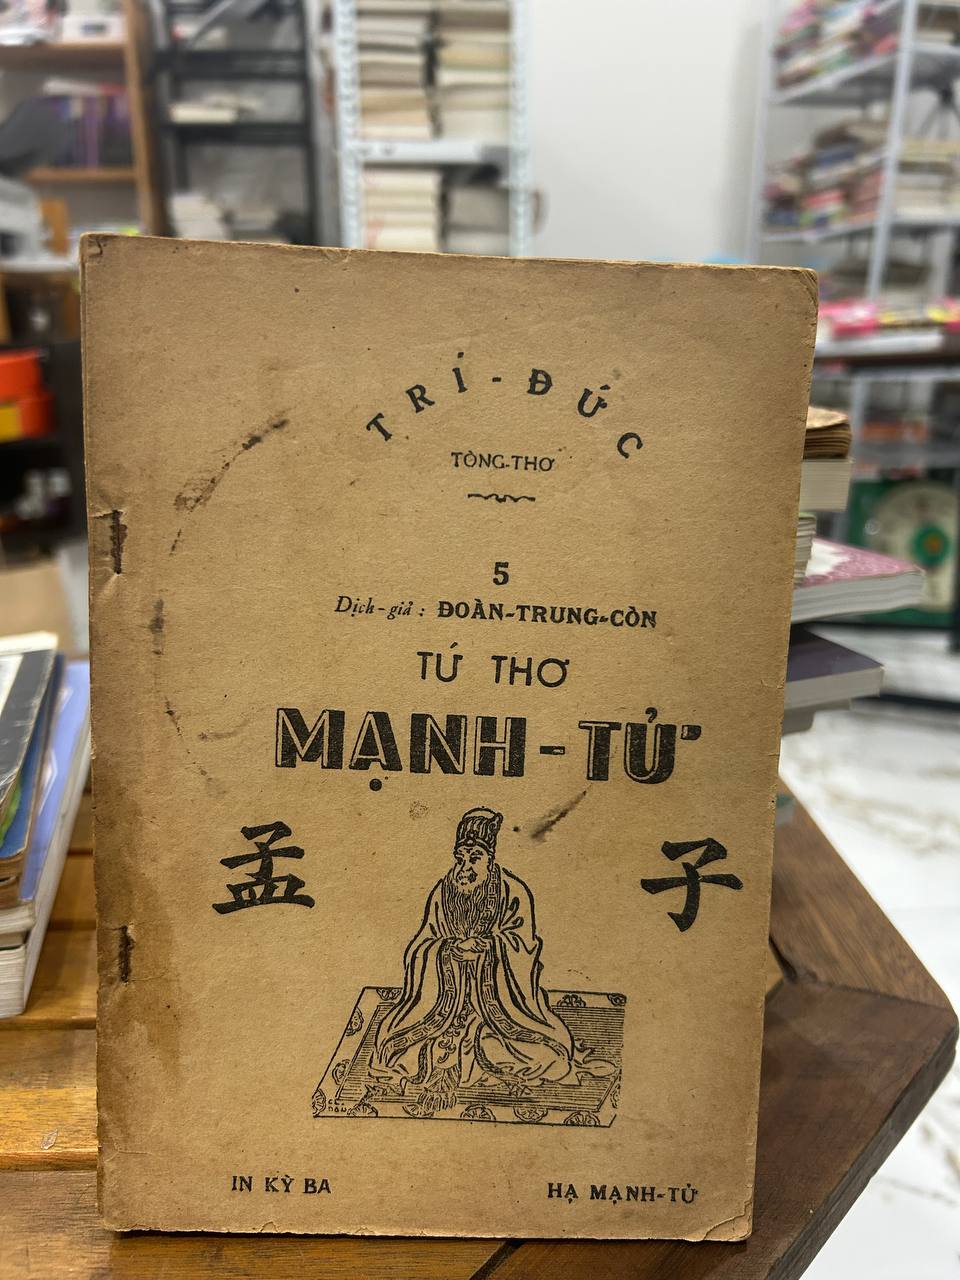 TRÍ-ĐỨC
TÒNG-THƠ
5
Dịch-giả : ĐOÀN-TRUNG-CÒN
TỨ THƠ
MẠNH-TỬ
孟 子
IN KỲ BA
HẠ MẠNH-TỬ